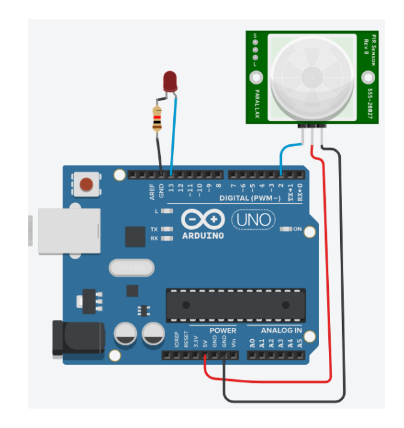 PIR Sensor
Rev B
555-28027
PARALLAX
AREF
GND
13
12
~11
~10
~9
8
7
~6
~5
4
~3
2
TX→1
RX←0
DIGITAL (PWM~)
L
TX
RX
UNO
ON
ARDUINO
POWER
ANALOG IN
IOREF
RESET
3.3V
5V
GND
GND
Vin
A0
A1
A2
A3
A4
A5